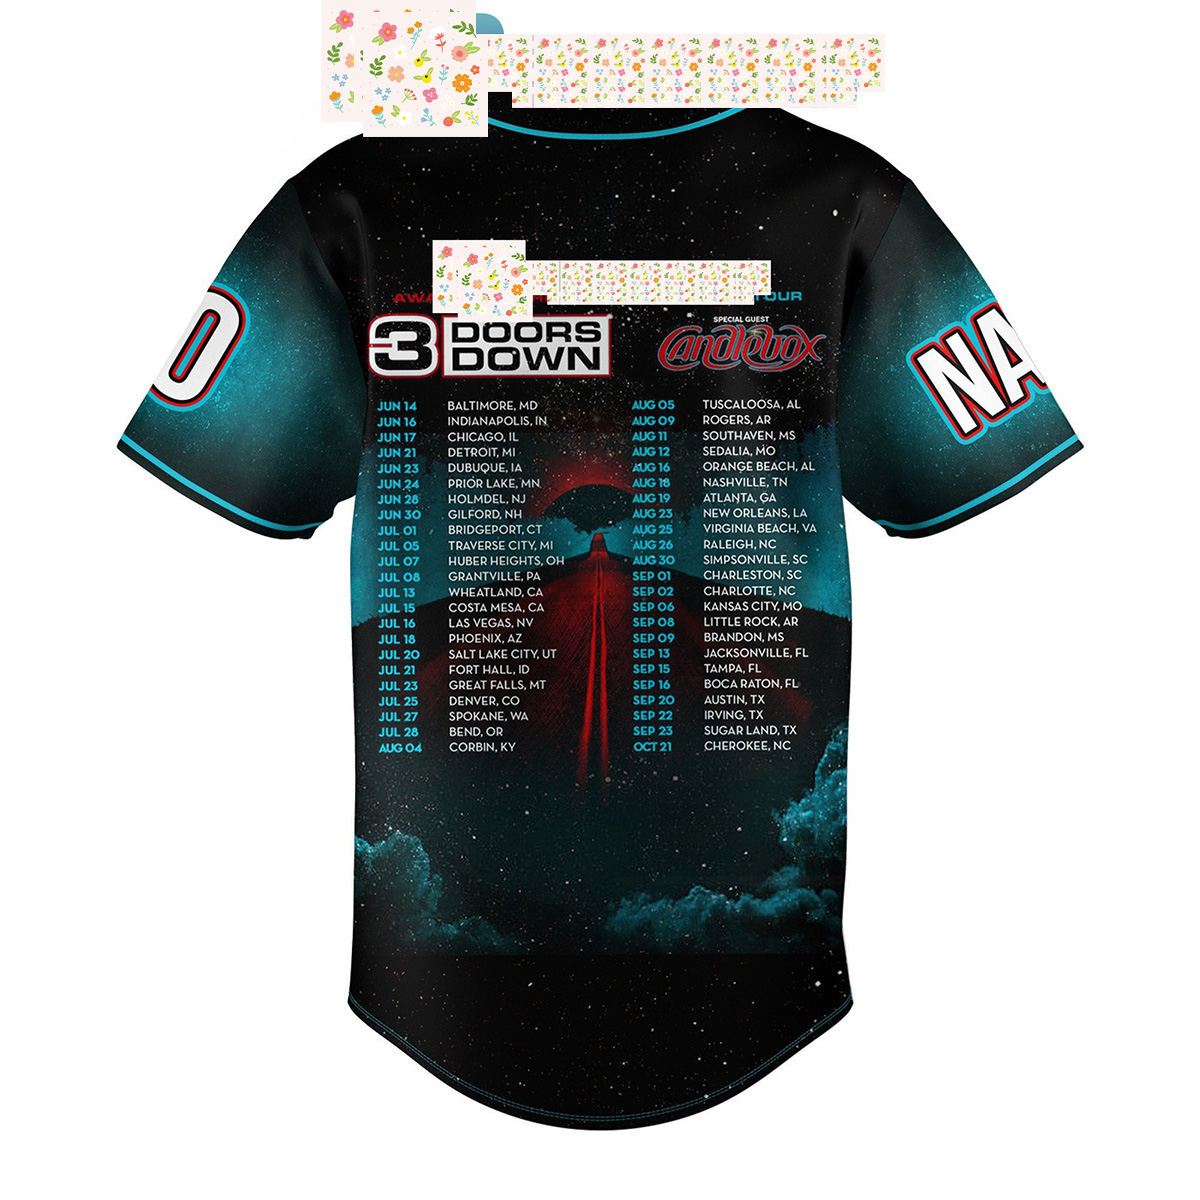 TOUR
3 DOORS DOWN
SPECIAL GUEST
Candlebox
JUN 14 BALTIMORE, MD
JUN 16 INDIANAPOLIS, IN
JUN 17 CHICAGO, IL
JUN 21 DETROIT, MI
JUN 23 DUBUQUE, IA
JUN 24 PRIOR LAKE, MN
JUN 28 HOLMDEL, NJ
JUN 30 GILFORD, NH
JUL 01 BRIDGEPORT, CT
JUL 05 TRAVERSE CITY, MI
JUL 07 HUBER HEIGHTS, OH
JUL 08 GRANTVILLE, PA
JUL 13 WHEATLAND, CA
JUL 15 COSTA MESA, CA
JUL 16 LAS VEGAS, NV
JUL 18 PHOENIX, AZ
JUL 20 SALT LAKE CITY, UT
JUL 21 FORT HALL, ID
JUL 23 GREAT FALLS, MT
JUL 25 DENVER, CO
JUL 27 SPOKANE, WA
JUL 28 BEND, OR
AUG 04 CORBIN, KY
AUG 05 TUSCALOOSA, AL
AUG 09 ROGERS, AR
AUG 11 SOUTHAVEN, MS
AUG 12 SEDALIA, MO
AUG 16 ORANGE BEACH, AL
AUG 18 NASHVILLE, TN
AUG 19 ATLANTA, GA
AUG 23 NEW ORLEANS, LA
AUG 25 VIRGINIA BEACH, VA
AUG 26 RALEIGH, NC
AUG 30 SIMPSONVILLE, SC
SEP 01 CHARLESTON, SC
SEP 02 CHARLOTTE, NC
SEP 06 KANSAS CITY, MO
SEP 08 LITTLE ROCK, AR
SEP 09 BRANDON, MS
SEP 13 JACKSONVILLE, FL
SEP 15 TAMPA, FL
SEP 16 BOCA RATON, FL
SEP 20 AUSTIN, TX
SEP 22 IRVING, TX
SEP 23 SUGAR LAND, TX
OCT 21 CHEROKEE, NC
0
NA